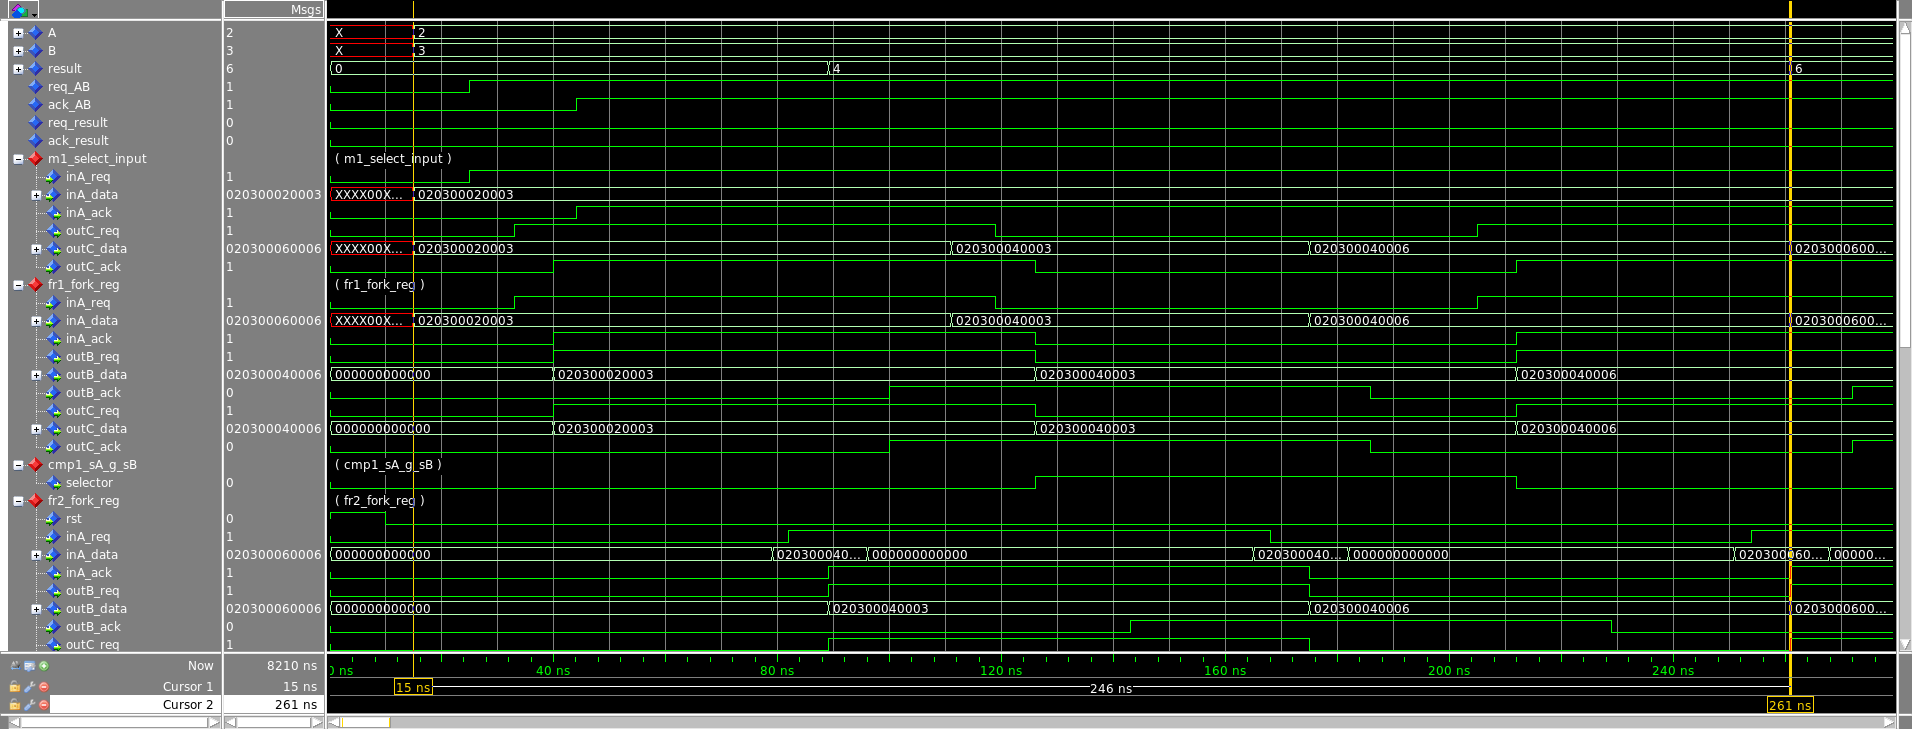 Msgs
A 2 X 2
B 3 X 3
result 6 0 4 6
req_AB 1
ack_AB 1
req_result 0
ack_result 0
m1_select_input ( m1_select_input )
inA_req 1
inA_data 020300020003 XXXX00X... 020300020003
inA_ack 1
outC_req 1
outC_data 020300060006 XXXX00X... 020300020003 020300040003 020300040006 0203000600...
outC_ack 1
fr1_fork_reg ( fr1_fork_reg )
inA_req 1
inA_data 020300060006 XXXX00X... 020300020003 020300040003 020300040006 0203000600...
inA_ack 1
outB_req 1
outB_data 020300040006 000000000000 020300020003 020300040003 020300040006
outB_ack 0
outC_req 1
outC_data 020300040006 000000000000 020300020003 020300040003 020300040006
outC_ack 0
cmp1_sA_g_sB ( cmp1_sA_g_sB )
selector 0
fr2_fork_reg ( fr2_fork_reg )
rst 0
inA_req 1
inA_data 020300060006 000000000000 020300040... 000000000000 02030040... 000000000000 02030060... 00000...
inA_ack 1
outB_req 1
outB_data 020300060006 000000000000 020300040003 020300040006 0203000600...
outB_ack 0
outC_req 1
Now 8210 ns 0 ns 40 ns 80 ns 120 ns 160 ns 200 ns 240 ns
Cursor 1 15 ns 15 ns 246 ns
Cursor 2 261 ns 261 ns